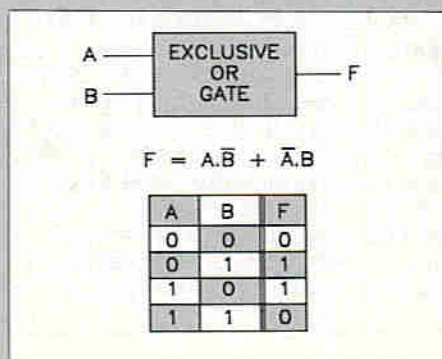 A
EXCLUSIVE
OR
GATE
B
F
F = A.B̅ + A̅.B
A B F
0 0 0
0 1 1
1 0 1
1 1 0